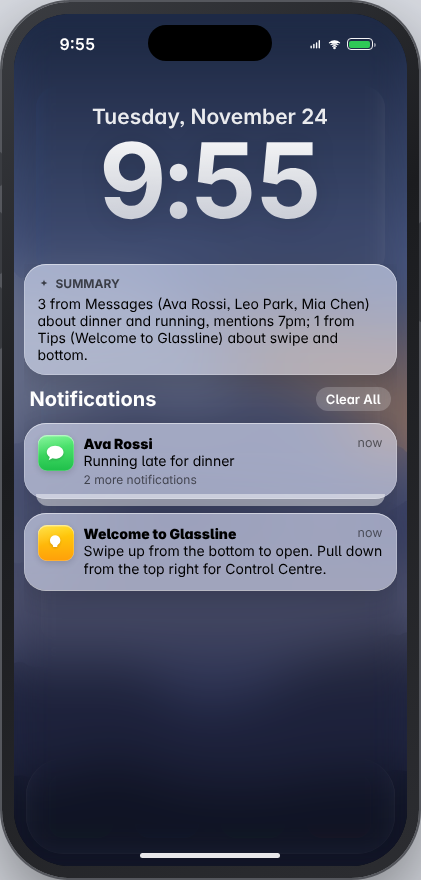 9:55
Tuesday, November 24
9:55
SUMMARY
3 from Messages (Ava Rossi, Leo Park, Mia Chen)
about dinner and running, mentions 7pm; 1 from
Tips (Welcome to Glassline) about swipe and
bottom.
Notifications
Clear All
Ava Rossi
now
Running late for dinner
2 more notifications
Welcome to Glassline
now
Swipe up from the bottom to open. Pull down
from the top right for Control Centre.